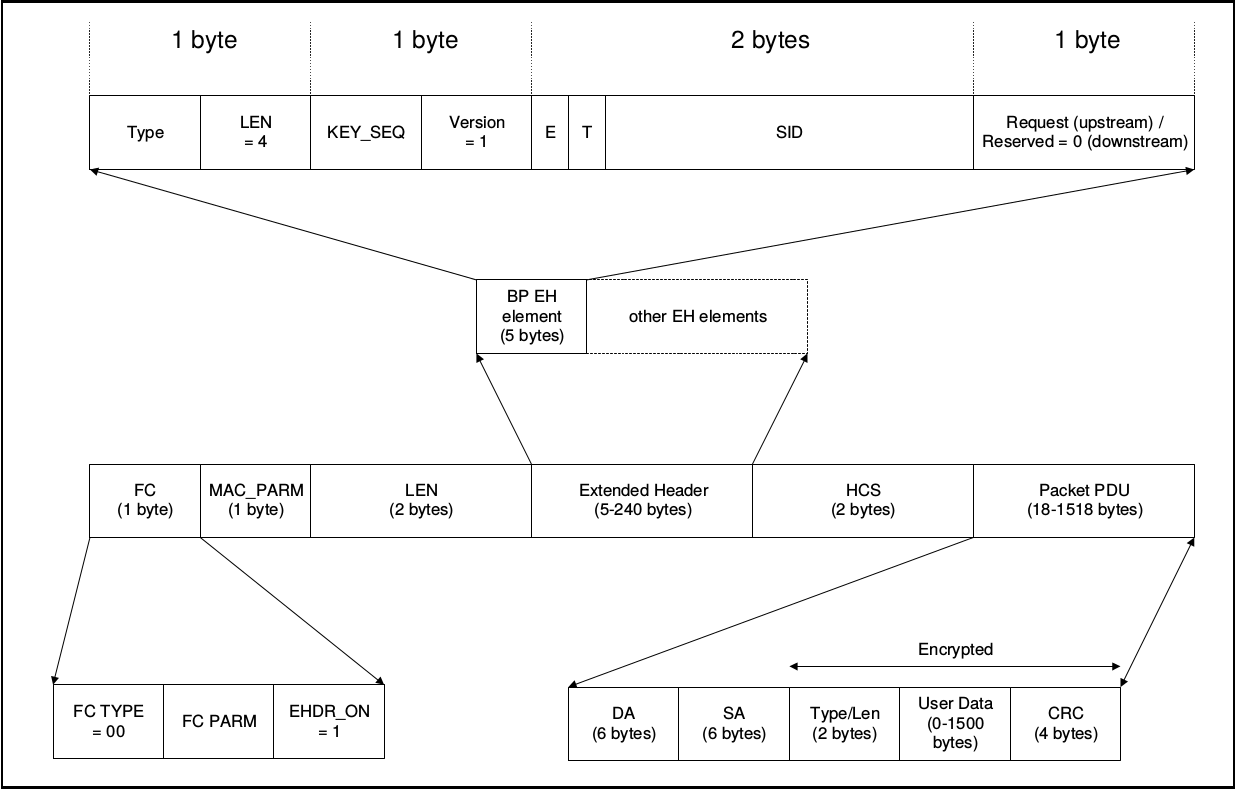 1 byte
1 byte
2 bytes
1 byte
Type
LEN
= 4
KEY_SEQ
Version
= 1
E
T
SID
Request (upstream) /
Reserved = 0 (downstream)
BP EH
element
(5 bytes)
other EH elements
FC
(1 byte)
MAC_PARM
(1 byte)
LEN
(2 bytes)
Extended Header
(5-240 bytes)
HCS
(2 bytes)
Packet PDU
(18-1518 bytes)
Encrypted
FC TYPE
= 00
FC PARM
EHDR_ON
= 1
DA
(6 bytes)
SA
(6 bytes)
Type/Len
(2 bytes)
User Data
(0-1500
bytes)
CRC
(4 bytes)